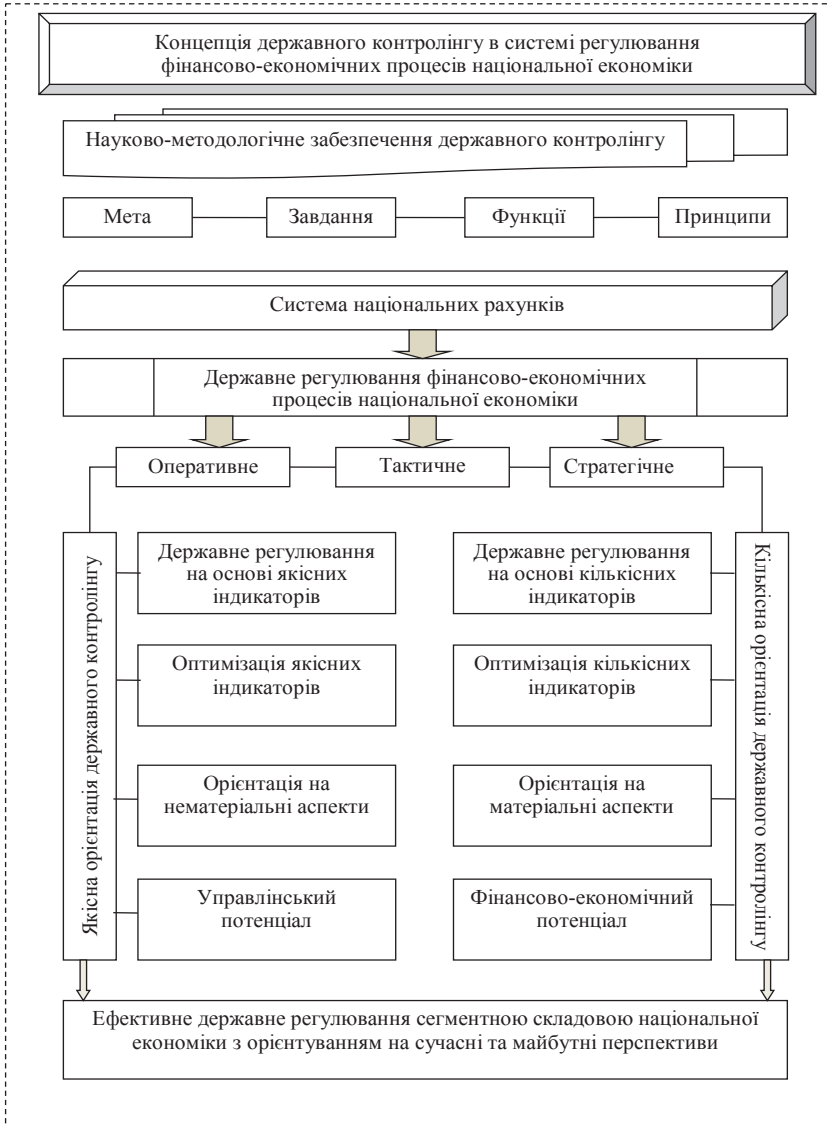 Концепція державного контролінгу в системі регулювання
фінансово-економічних процесів національної економіки
Науково-методологічне забезпечення державного контролінгу
Мета
Завдання
Функції
Принципи
Система національних рахунків
Державне регулювання фінансово-економічних
процесів національної економіки
Оперативне
Тактичне
Стратегічне
Якісна орієнтація державного контролінгу
Державне регулювання
на основі якісних
індикаторів
Оптимізація якісних
індикаторів
Орієнтація на
нематеріальні аспекти
Управлінський
потенціал
Державне регулювання
на основі кількісних
індикаторів
Оптимізація кількісних
індикаторів
Орієнтація на
матеріальні аспекти
Фінансово-економічний
потенціал
Кількісна орієнтація державного контролінгу
Ефективне державне регулювання сегментною складовою національної
економіки з орієнтуванням на сучасні та майбутні перспективи